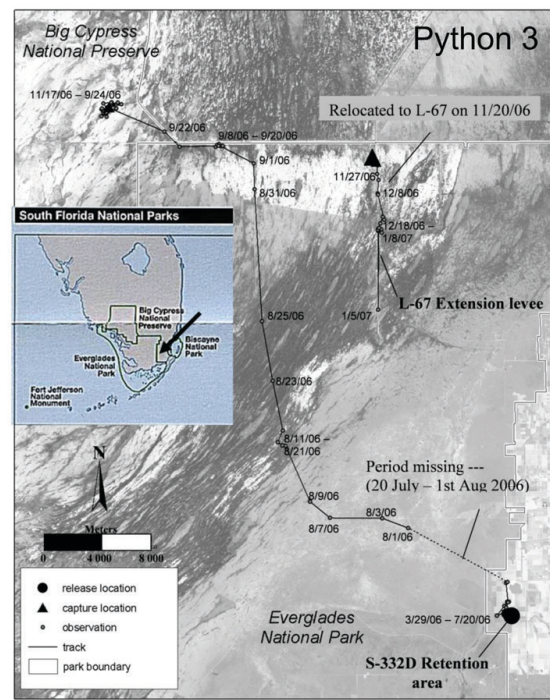 Big Cypress
National Preserve
Python 3
11/17/06 – 9/24/06
Relocated to L-67 on 11/20/06
9/22/06
9/8/06 – 9/20/06
9/1/06
11/27/06
8/31/06
12/8/06
12/18/06 –
1/8/07
South Florida National Parks
L-67 Extension levee
Big Cypress
National
Preserve
1/5/07
8/25/06
Biscayne
National
Park
Everglades
National
Park
Fort Jefferson
National
Monument
8/23/06
8/11/06 –
8/21/06
N
Period missing ---
(20 July – 1st Aug 2006)
8/9/06
8/7/06
8/3/06
8/1/06
Meters
0 4 000 8 000
release location
capture location
observation
track
park boundary
3/29/06 – 7/20/06
Everglades
National Park
S-332D Retention
area